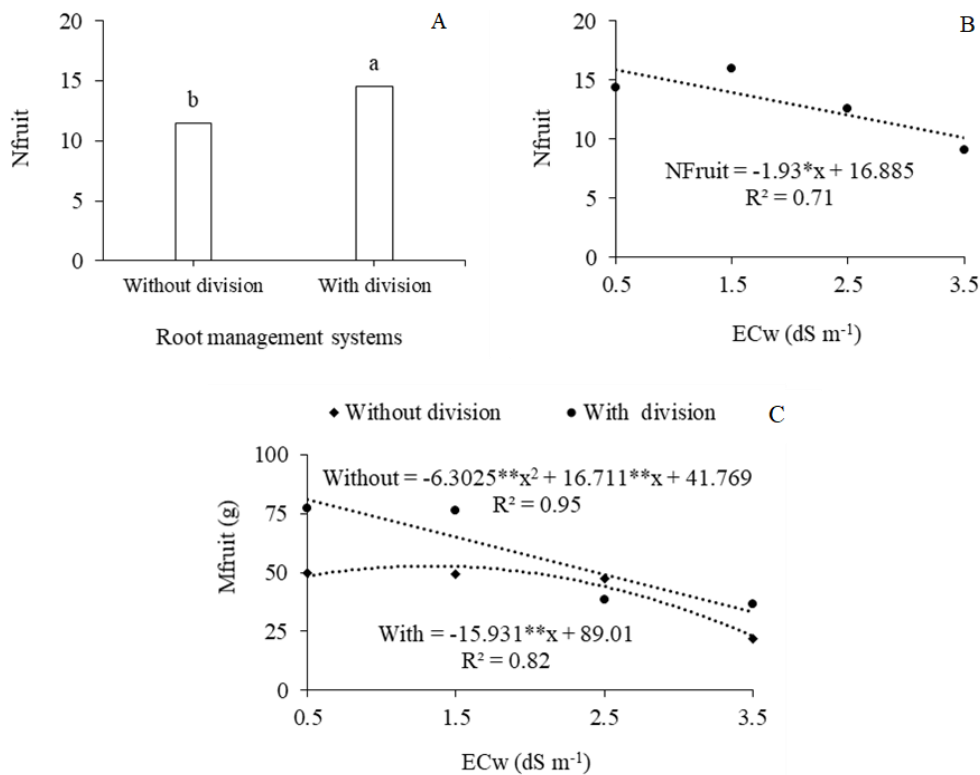 A
20
15
10
5
0
Nfruit
b
a
Without division
With division
Root management systems
B
20
15
10
5
0
Nfruit
NFruit = -1.93*x + 16.885
R² = 0.71
0.5 1.5 2.5 3.5
ECw (dS m⁻¹)
Without division With division
C
100
75
50
25
0
Mfruit (g)
Without = -6.3025**x² + 16.711**x + 41.769
R² = 0.95
With = -15.931**x + 89.01
R² = 0.82
0.5 1.5 2.5 3.5
ECw (dS m⁻¹)